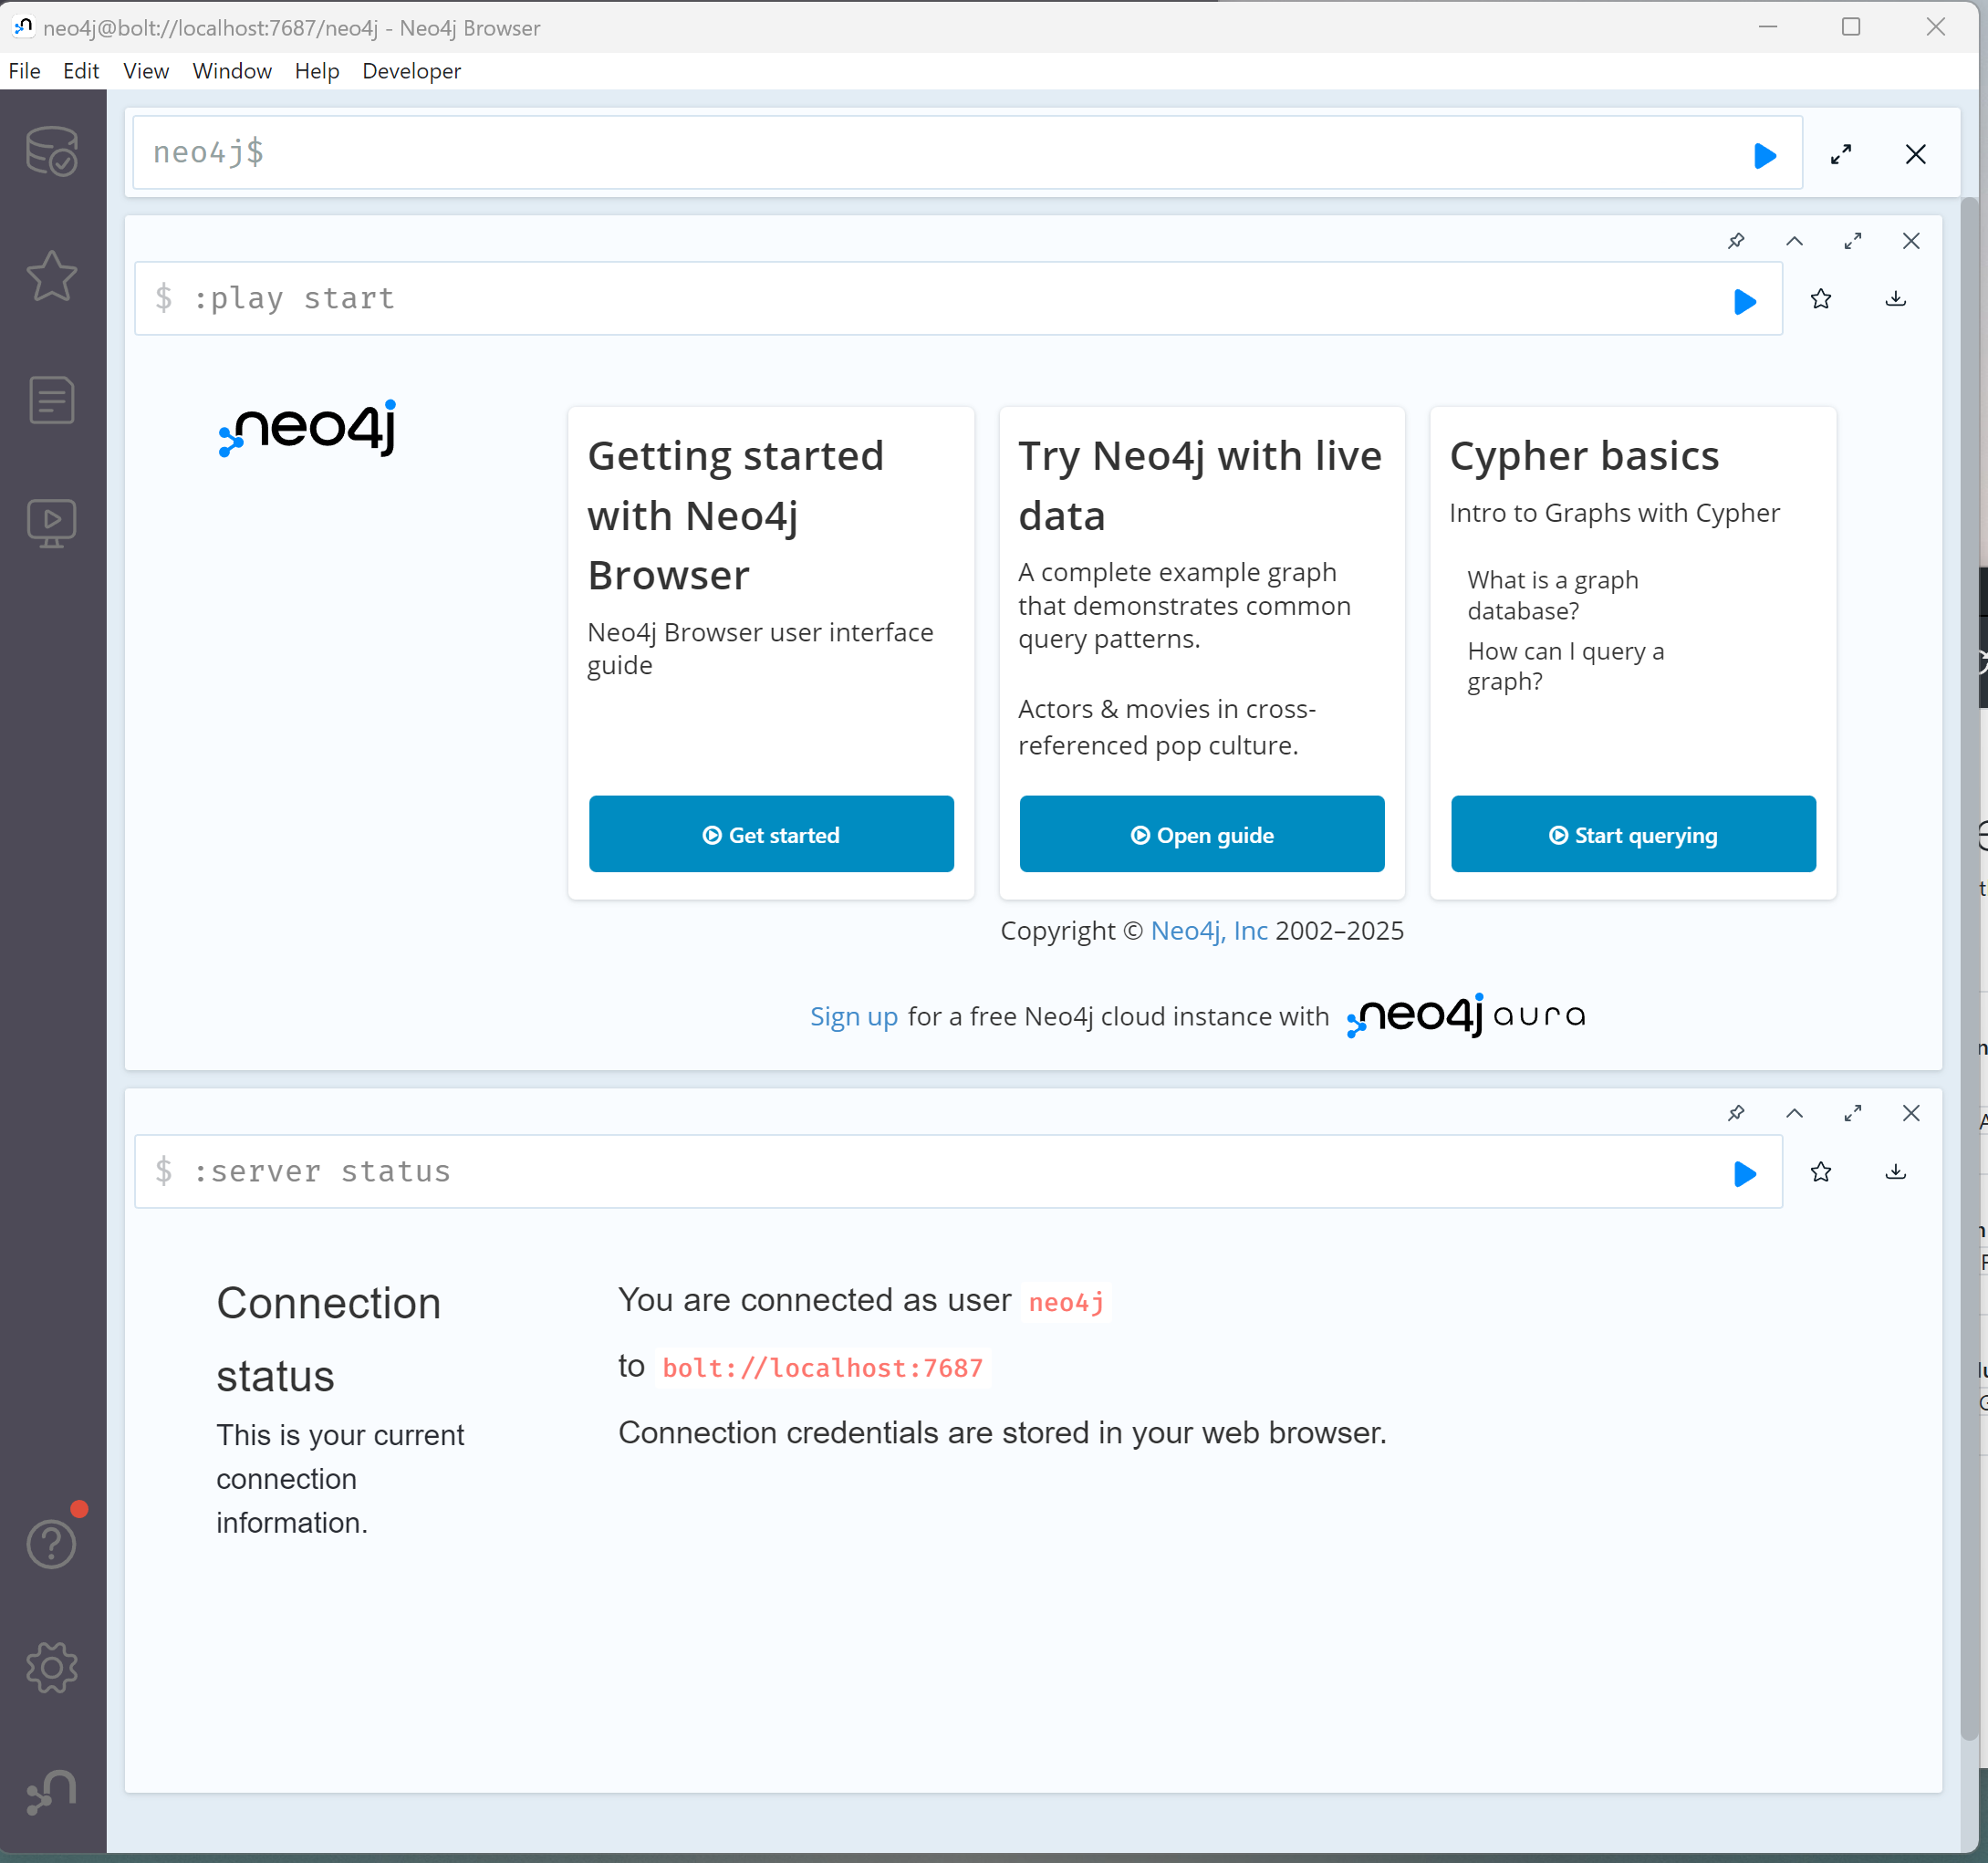 neo4j@bolt://localhost:7687/neo4j - Neo4j Browser
File Edit View Window Help Developer
neo4j$
$ :play start
neo4j
Getting started
with Neo4j
Browser
Neo4j Browser user interface
guide
Get started
Try Neo4j with live
data
A complete example graph
that demonstrates common
query patterns.
Actors & movies in cross-
referenced pop culture.
Open guide
Cypher basics
Intro to Graphs with Cypher
What is a graph
database?
How can I query a
graph?
Start querying
Copyright © Neo4j, Inc 2002–2025
Sign up for a free Neo4j cloud instance with neo4j aura
$ :server status
Connection
status
This is your current
connection
information.
You are connected as user neo4j
to bolt://localhost:7687
Connection credentials are stored in your web browser.